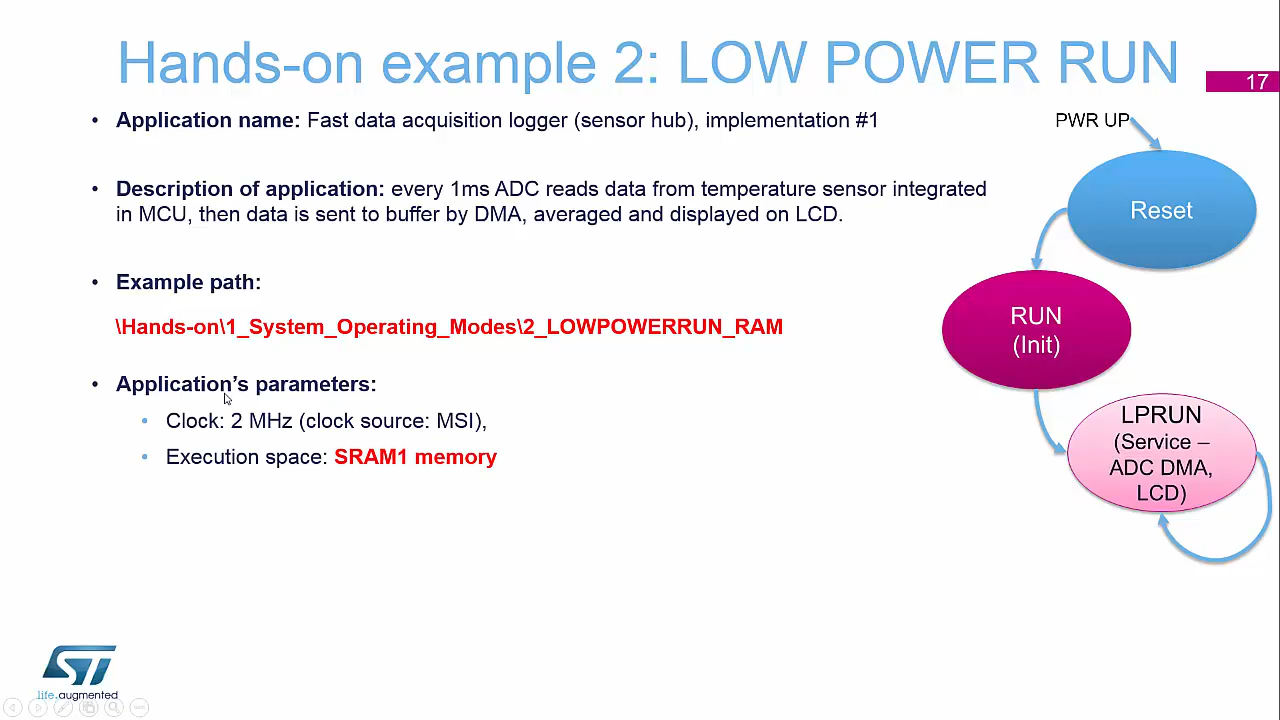 Hands-on example 2: LOW POWER RUN
17
• Application name: Fast data acquisition logger (sensor hub), implementation #1
• Description of application: every 1ms ADC reads data from temperature sensor integrated
in MCU, then data is sent to buffer by DMA, averaged and displayed on LCD.
• Example path:
\Hands-on\1_System_Operating_Modes\2_LOWPOWERRUN_RAM
• Application’s parameters:
• Clock: 2 MHz (clock source: MSI),
• Execution space: SRAM1 memory
PWR UP
Reset
RUN
(Init)
LPRUN
(Service –
ADC DMA,
LCD)
ST
life.augmented